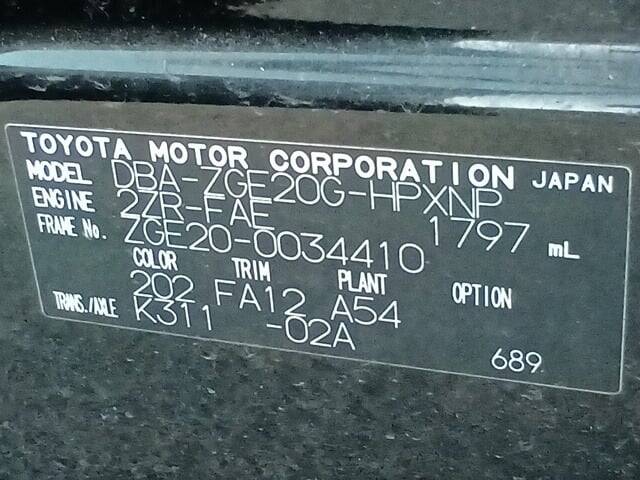 TOYOTA MOTOR CORPORATION JAPAN
MODEL DBA-ZGE20G-HPXNP
ENGINE 2ZR-FAE 1797 mL
FRAME No. ZGE20-0034410
COLOR TRIM PLANT OPTION
202 FA12 A54
TRANS./AXLE K311 -02A
689